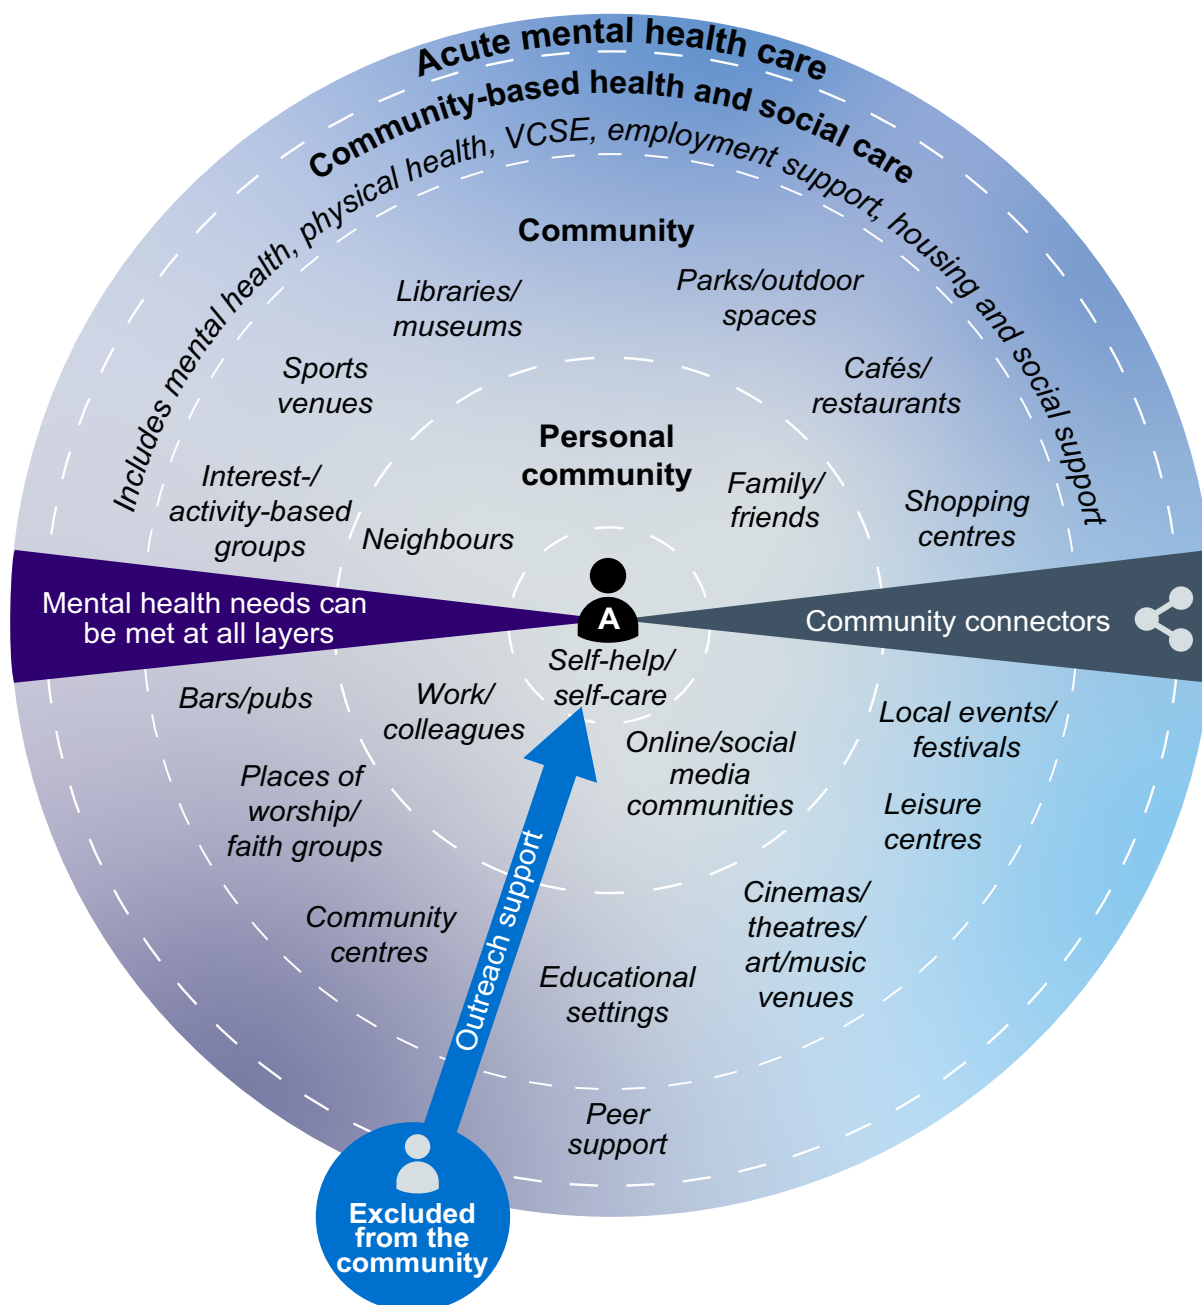 Acute mental health care
Community-based health and social care
Includes mental health, physical health, VCSE, employment support, housing and social support
Community
Libraries/
museums
Parks/outdoor
spaces
Sports
venues
Cafés/
restaurants
Personal
community
Interest-/
activity-based
groups
Family/
friends
Shopping
centres
Neighbours
Mental health needs can
be met at all layers
A
Community connectors
Self-help/
self-care
Bars/pubs
Work/
colleagues
Online/social
media
communities
Local events/
festivals
Places of
worship/
faith groups
Leisure
centres
Outreach support
Community
centres
Cinemas/
theatres/
art/music
venues
Educational
settings
Peer
support
Excluded
from the
community